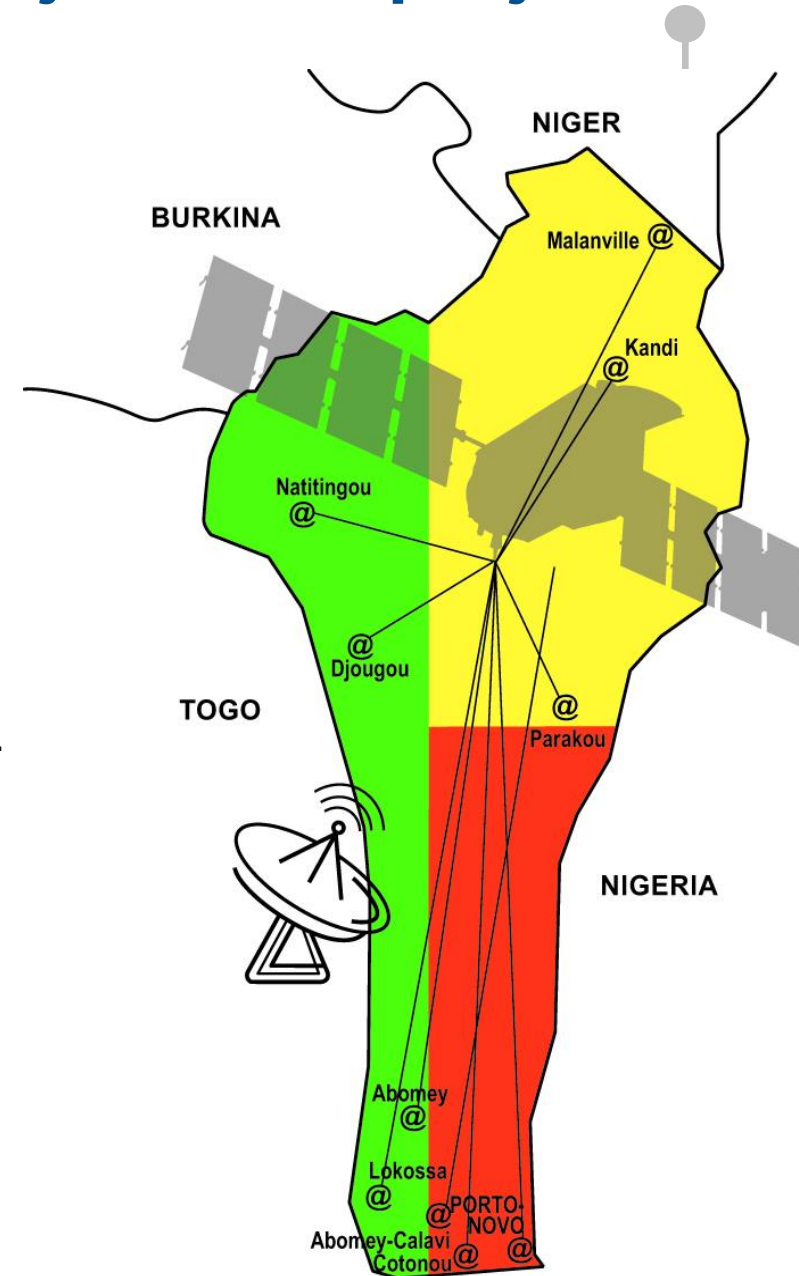 NIGER
BURKINA
Malanville @
Kandi
@
Natitingou
@
@
Djougou
TOGO
@
Parakou
NIGERIA
Abomey
@
Lokossa
@
@ PORTO-
NOVO
Abomey-Calavi
Cotonou @ @